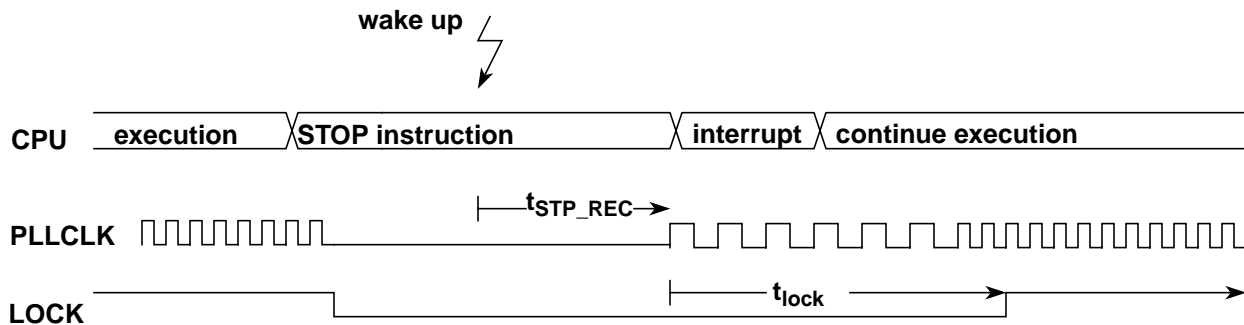 wake up
CPU execution STOP instruction interrupt continue execution
tSTP_REC
PLLCLK
tlock
LOCK